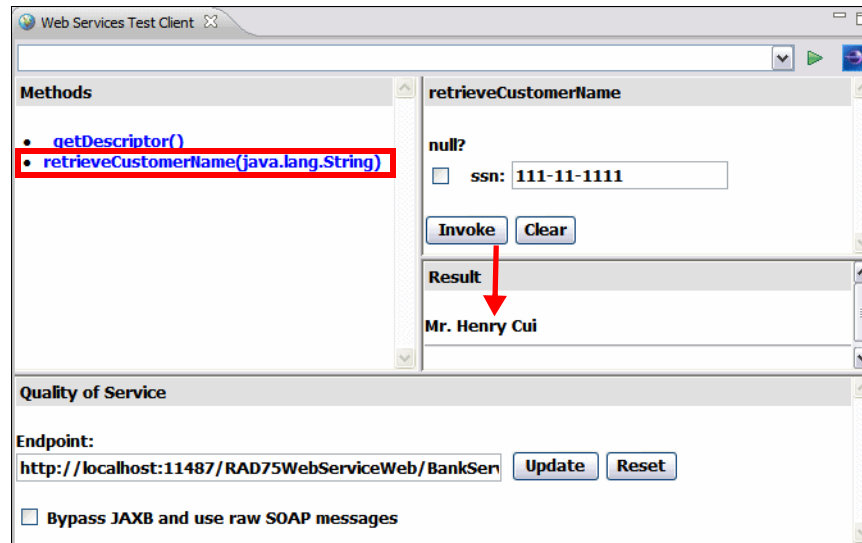 Web Services Test Client
Methods
getDescriptor()
retrieveCustomerName(java.lang.String)
retrieveCustomerName
null?
ssn: 111-11-1111
Invoke Clear
Result
Mr. Henry Cui
Quality of Service
Endpoint:
http://localhost:11487/RAD75WebServiceWeb/BankServ Update Reset
Bypass JAXB and use raw SOAP messages